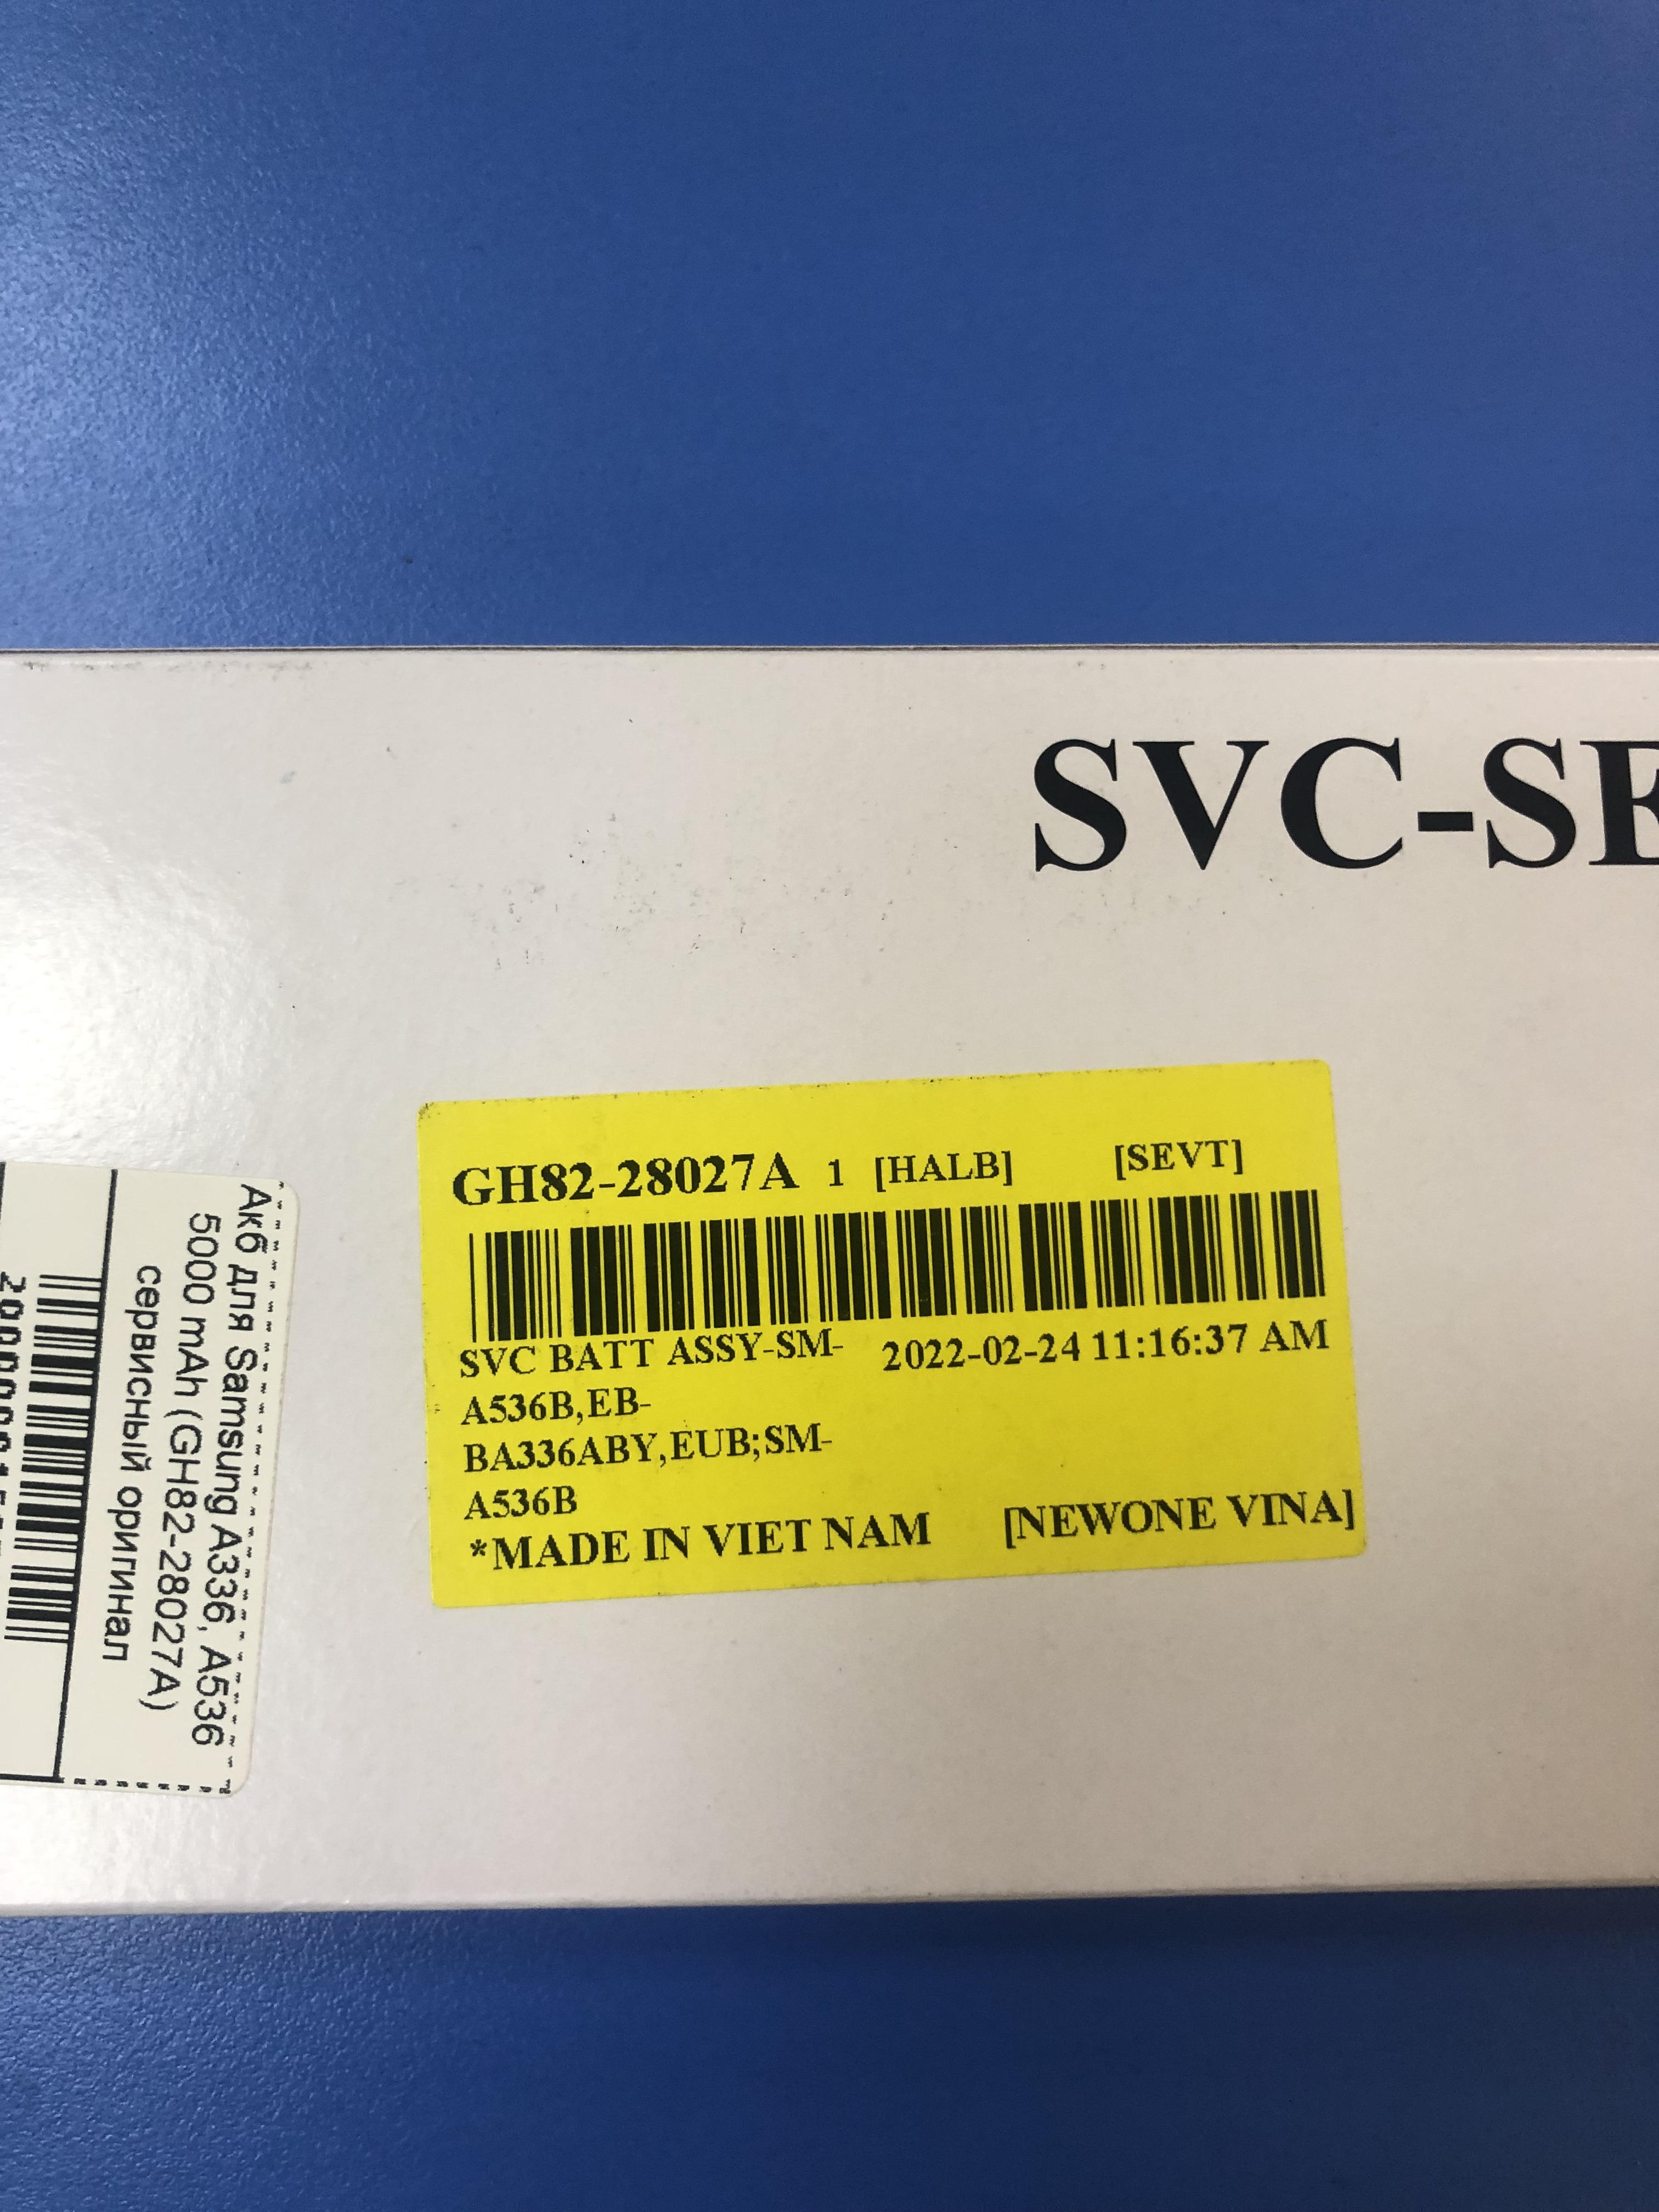 SVC-SE
GH82-28027A 1 [HALB] [SEVT]
SVC BATT ASSY-SM- 2022-02-24 11:16:37 AM
A536B,EB-
BA336ABY,EUB;SM-
A536B
*MADE IN VIET NAM [NEWONE VINA]
Акб для Samsung A336, A536
5000 mAh (GH82-28027A)
сервисный оригинал